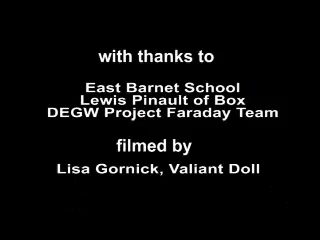 with thanks to
East Barnet School
Lewis Pinault of Box
DEGW Project Faraday Team
filmed by
Lisa Gornick, Valiant Doll